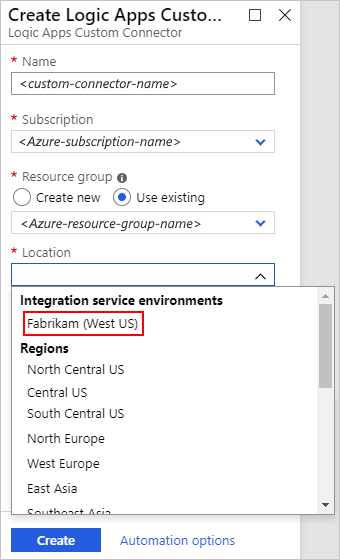 Create Logic Apps Custo...
Logic Apps Custom Connector
* Name
<custom-connector-name>
* Subscription
<Azure-subscription-name>
* Resource group
Create new Use existing
<Azure-resource-group-name>
* Location
Integration service environments
Fabrikam (West US)
Regions
North Central US
Central US
South Central US
North Europe
West Europe
East Asia
Southeast Asia
Create Automation options